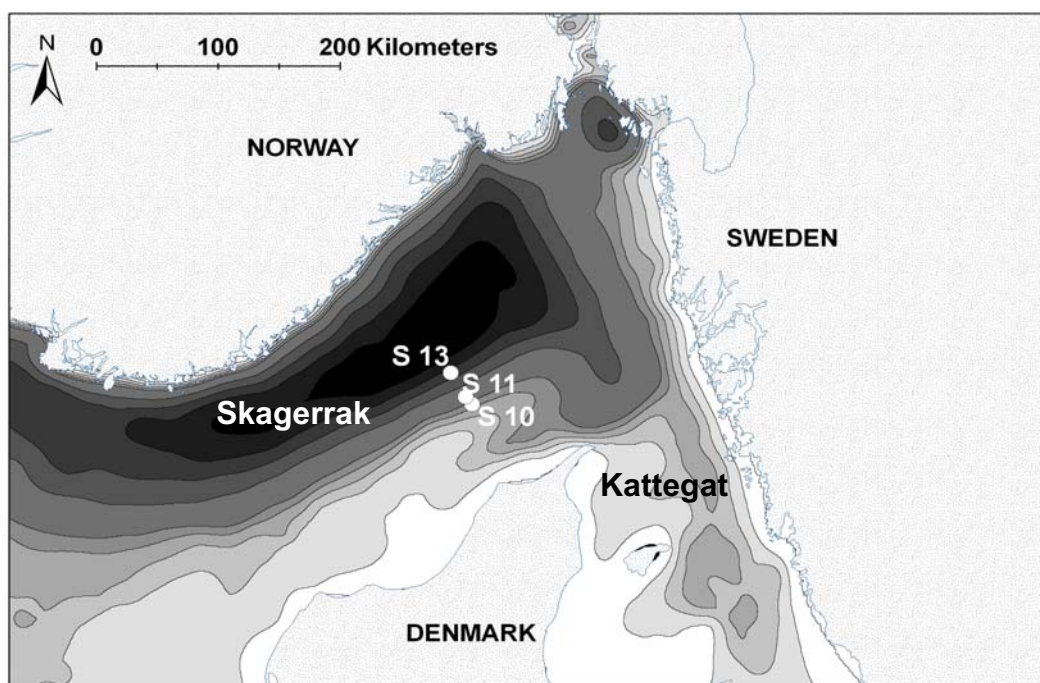 N
0 100 200 Kilometers
NORWAY
SWEDEN
S 13
S 11
S 10
Skagerrak
Kattegat
DENMARK